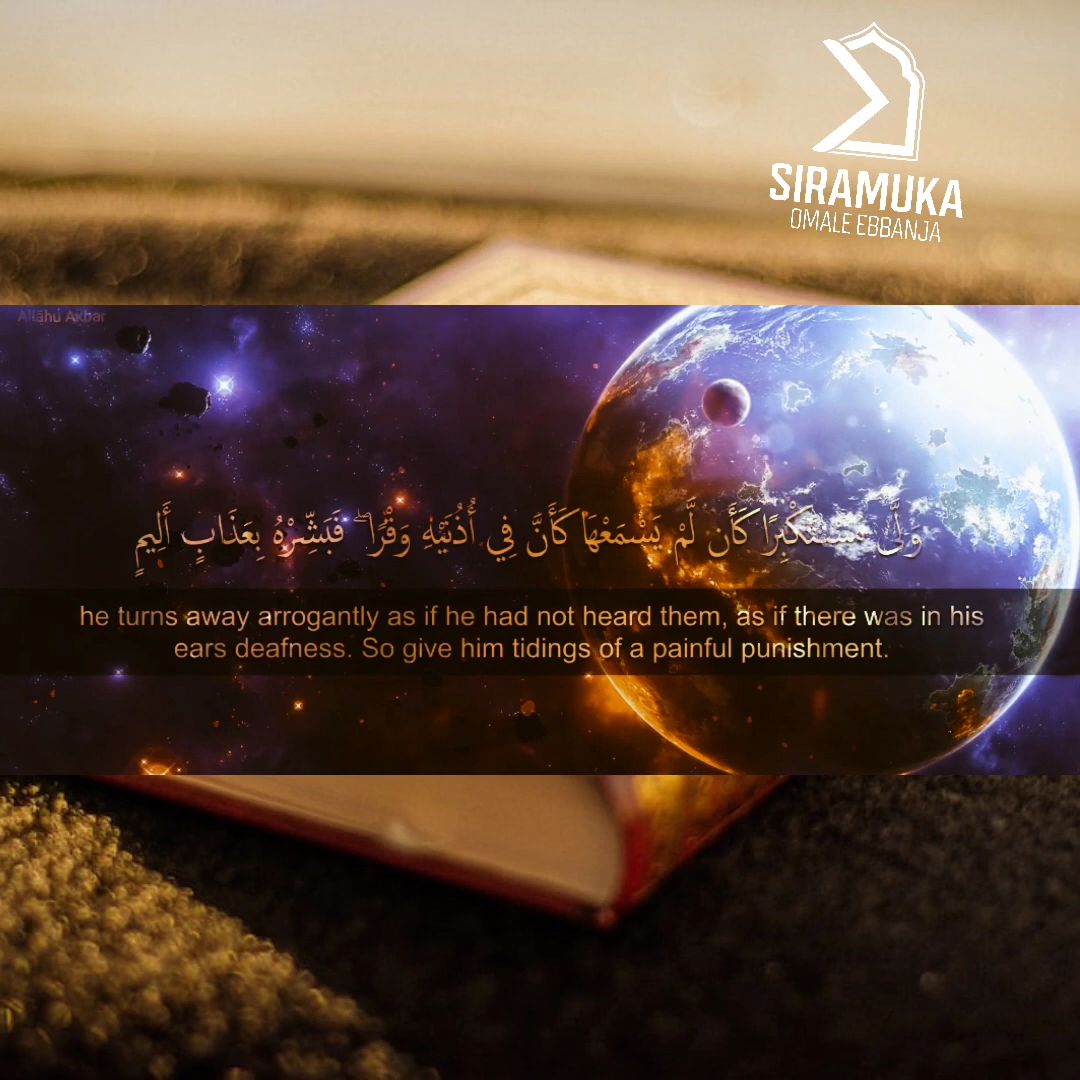 SIRAMUKA
OMALE EBBANJA
Allāhu Akbar
وَلَّىٰ مُسْتَكْبِرًا كَأَن لَّمْ يَسْمَعْهَا كَأَنَّ فِي أُذُنَيْهِ وَقْرًا ۖ فَبَشِّرْهُ بِعَذَابٍ أَلِيمٍ
he turns away arrogantly as if he had not heard them, as if there was in his
ears deafness. So give him tidings of a painful punishment.